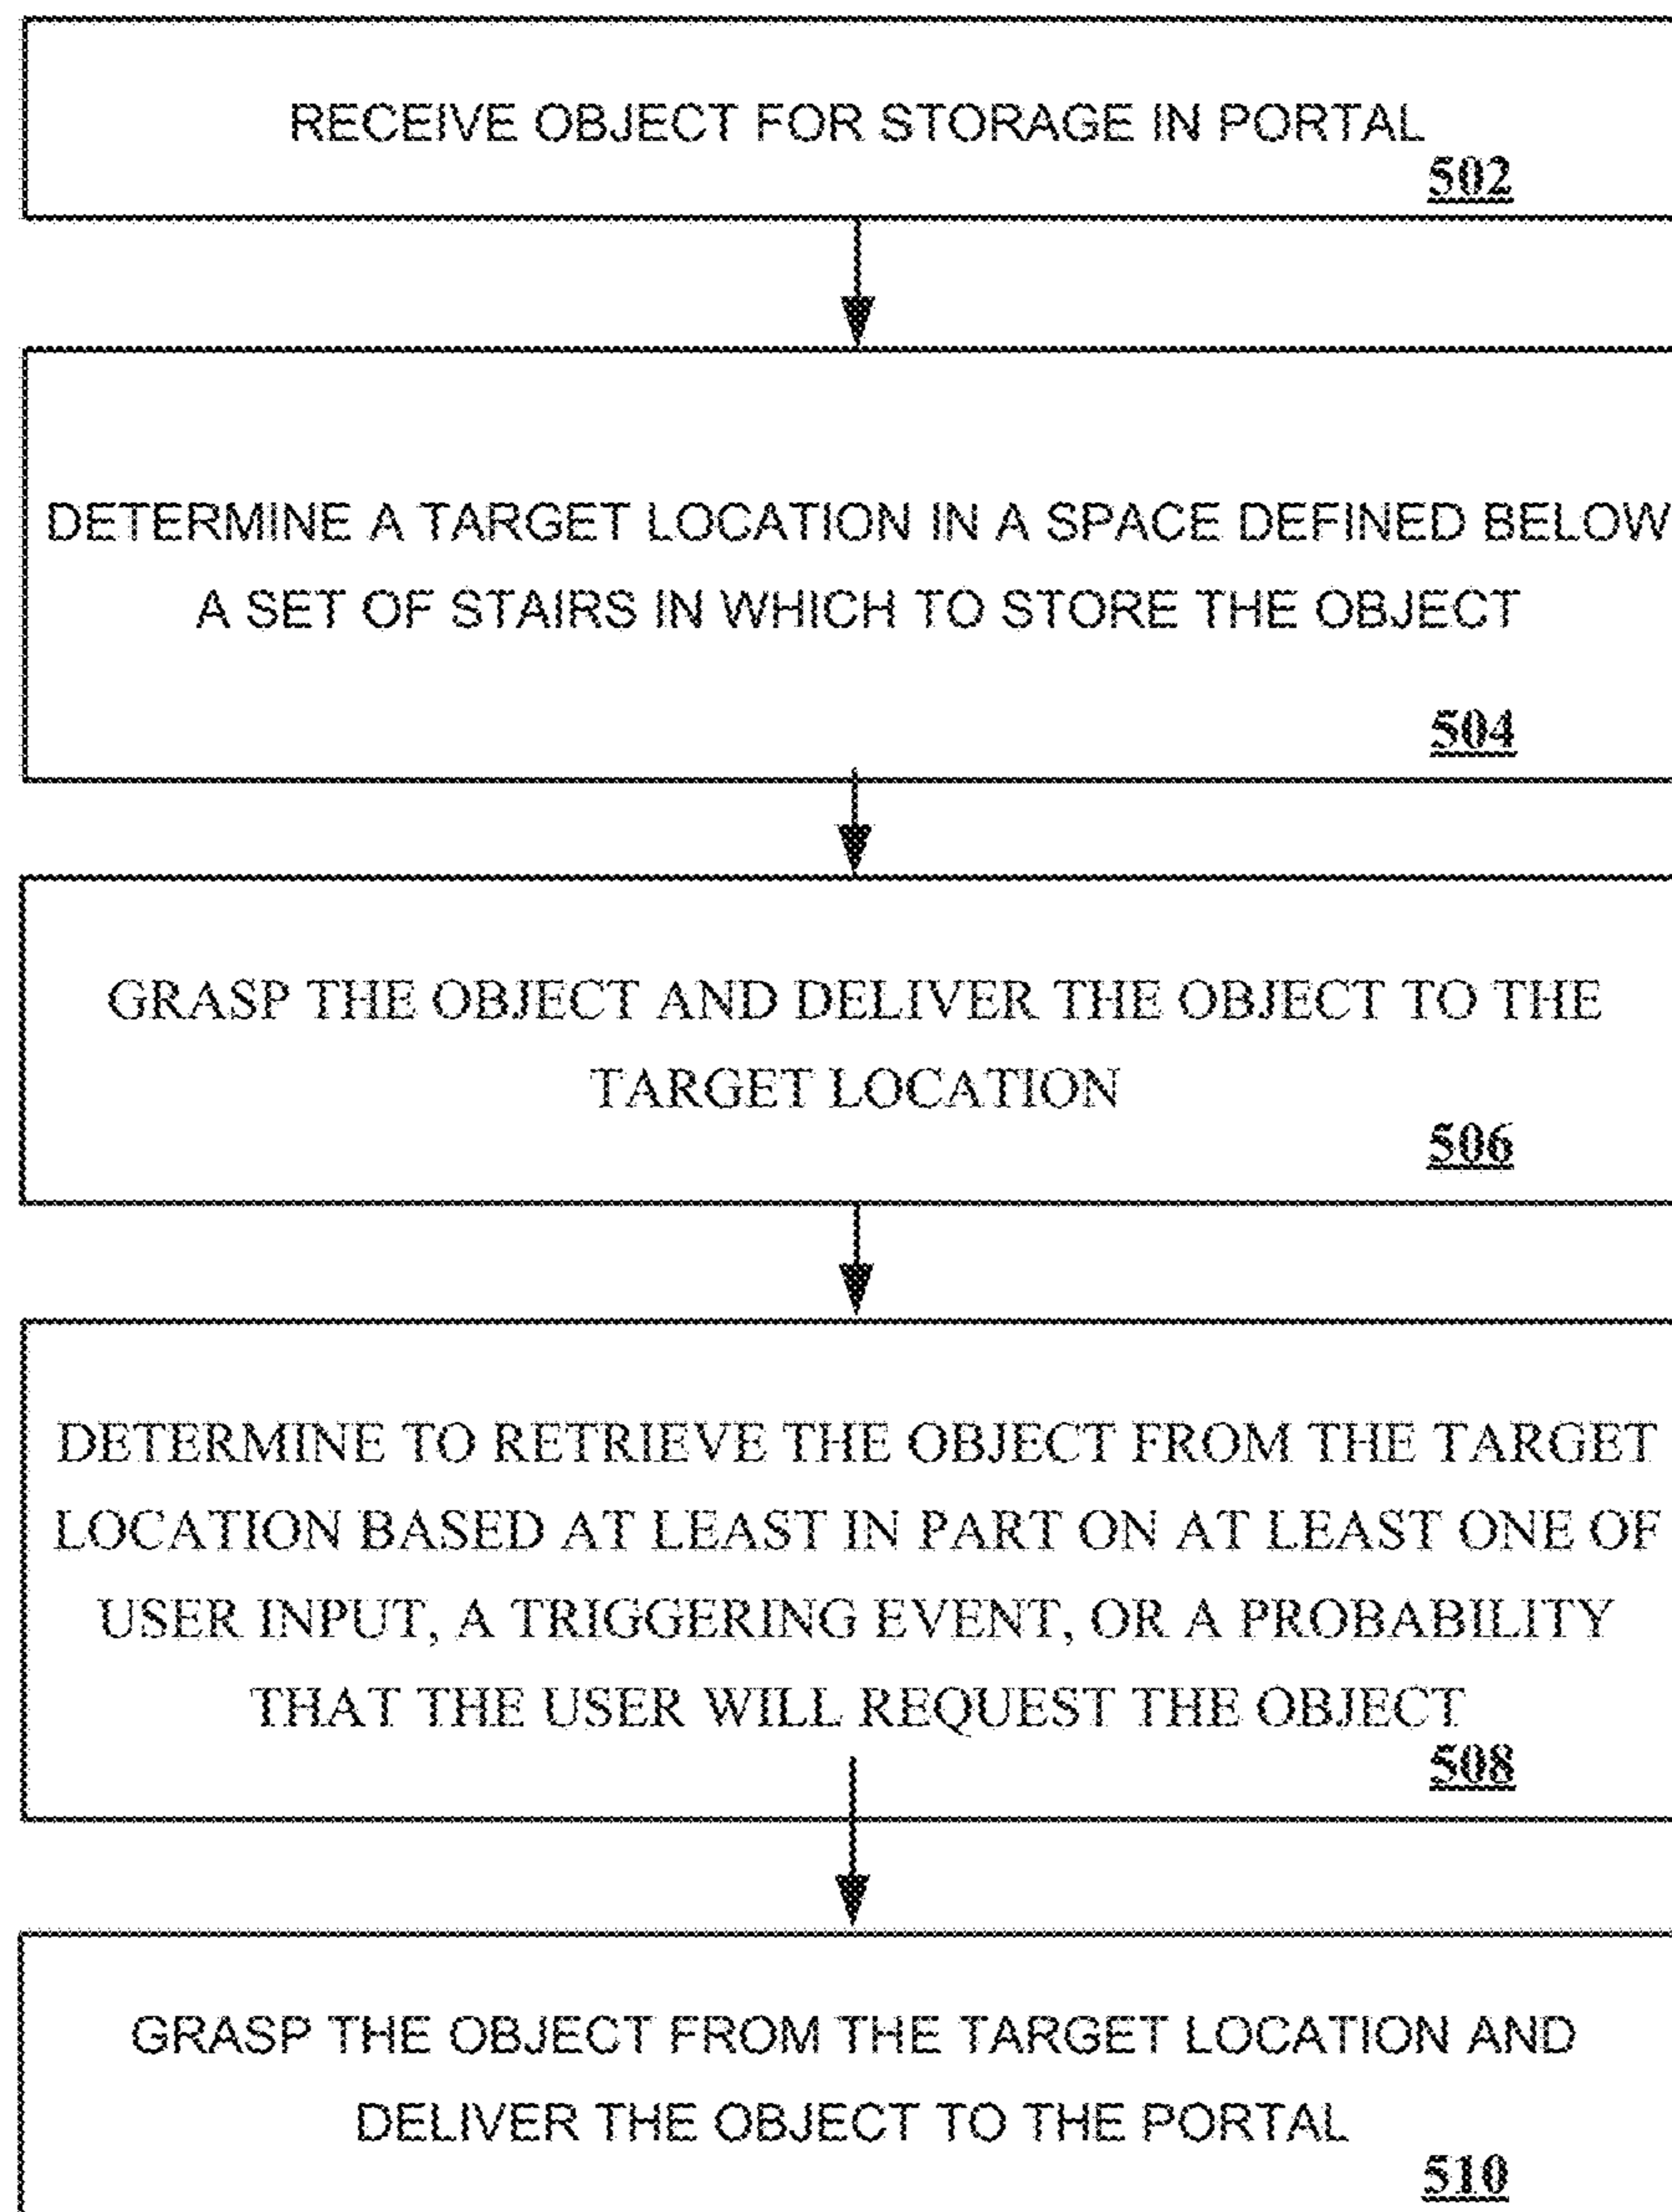 RECEIVE OBJECT FOR STORAGE IN PORTAL
502
DETERMINE A TARGET LOCATION IN A SPACE DEFINED BELOW
A SET OF STAIRS IN WHICH TO STORE THE OBJECT
504
GRASP THE OBJECT AND DELIVER THE OBJECT TO THE
TARGET LOCATION
506
DETERMINE TO RETRIEVE THE OBJECT FROM THE TARGET
LOCATION BASED AT LEAST IN PART ON AT LEAST ONE OF
USER INPUT, A TRIGGERING EVENT, OR A PROBABILITY
THAT THE USER WILL REQUEST THE OBJECT
508
GRASP THE OBJECT FROM THE TARGET LOCATION AND
DELIVER THE OBJECT TO THE PORTAL
510